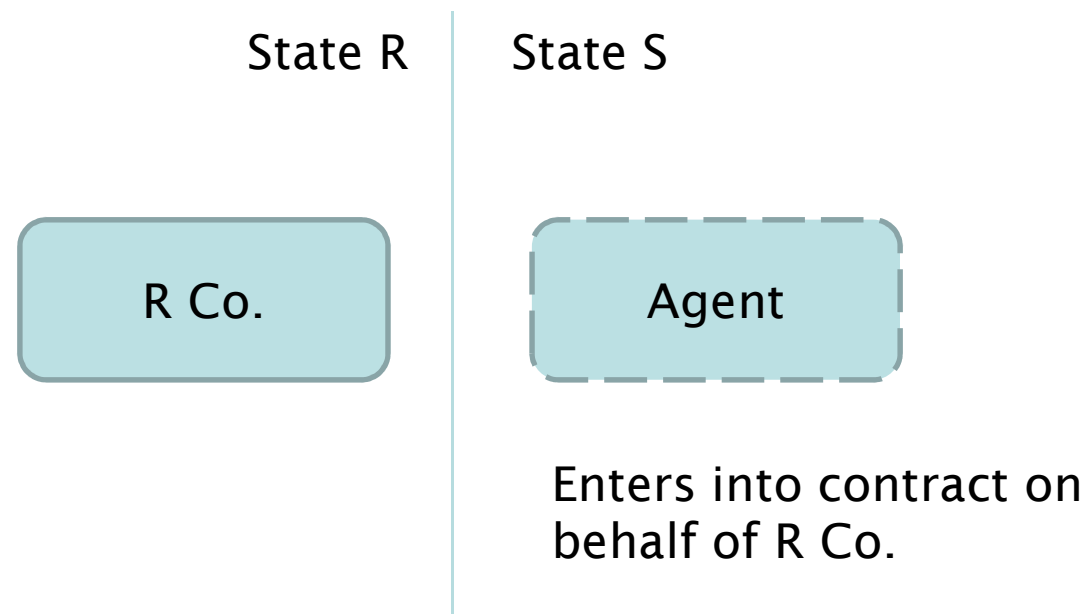 State R
State S
R Co.
Agent
Enters into contract on
behalf of R Co.